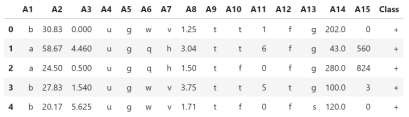 A1 A2 A3 A4 A5 A6 A7 A8 A9 A10 A11 A12 A13 A14 A15 Class
0 b 30.83 0.000 u g w v 1.25 t t 1 f g 202.0 0 +
1 a 58.67 4.460 u g q h 3.04 t t 6 f g 43.0 560 +
2 a 24.50 0.500 u g q h 1.50 t f 0 f g 280.0 824 +
3 b 27.83 1.540 u g w v 3.75 t t 5 t g 100.0 3 +
4 b 20.17 5.625 u g w v 1.71 t f 0 f s 120.0 0 +